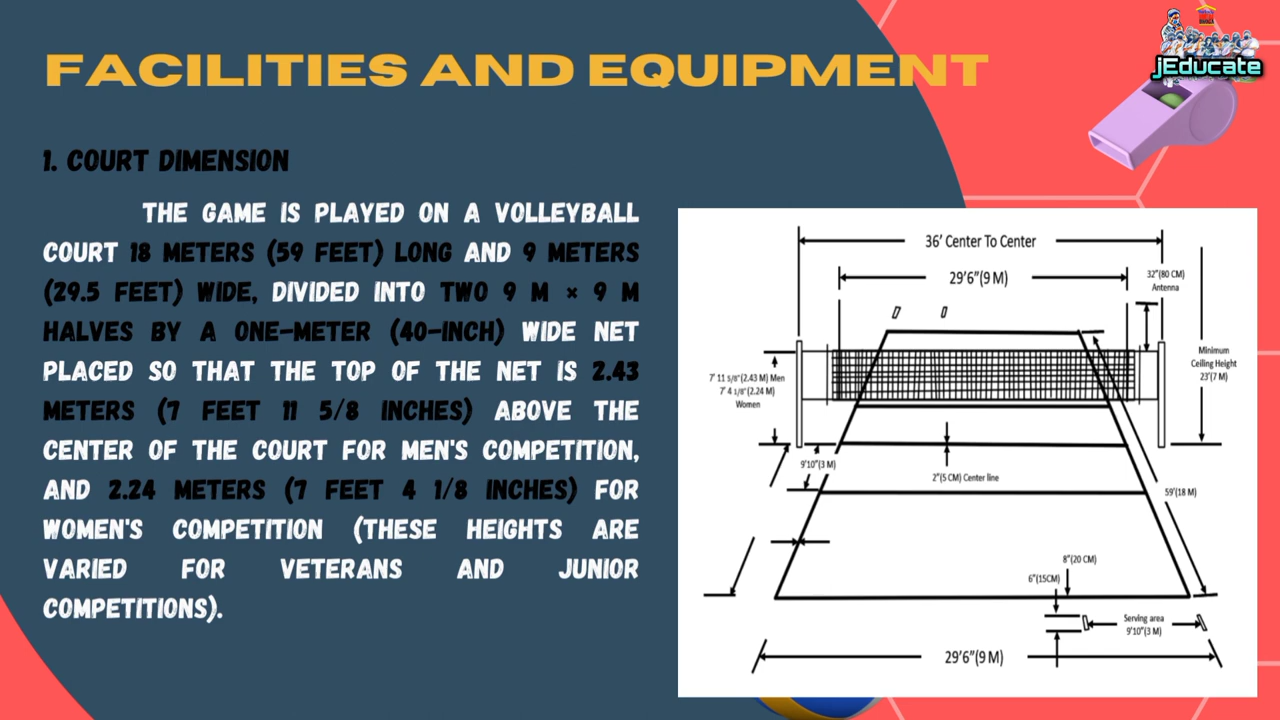 FACILITIES AND EQUIPMENT
jEducate
1. COURT DIMENSION
THE GAME IS PLAYED ON A VOLLEYBALL
COURT 18 METERS (59 FEET) LONG AND 9 METERS
(29.5 FEET) WIDE, DIVIDED INTO TWO 9 M × 9 M
HALVES BY A ONE-METER (40-INCH) WIDE NET
PLACED SO THAT THE TOP OF THE NET IS 2.43
METERS (7 FEET 11 5/8 INCHES) ABOVE THE
CENTER OF THE COURT FOR MEN'S COMPETITION,
AND 2.24 METERS (7 FEET 4 1/8 INCHES) FOR
WOMEN'S COMPETITION (THESE HEIGHTS ARE
VARIED FOR VETERANS AND JUNIOR
COMPETITIONS).
36' Center To Center
29'6"(9 M)
32"(80 CM)
Antenna
Minimum
Ceiling Height
23'(7 M)
7' 11 5/8"(2.43 M) Men
7' 4 1/8"(2.24 M)
Women
9'10"(3 M)
2"(5 CM) Center line
59'(18 M)
8"(20 CM)
6"(15CM)
Serving area
9'10"(3 M)
29'6"(9 M)